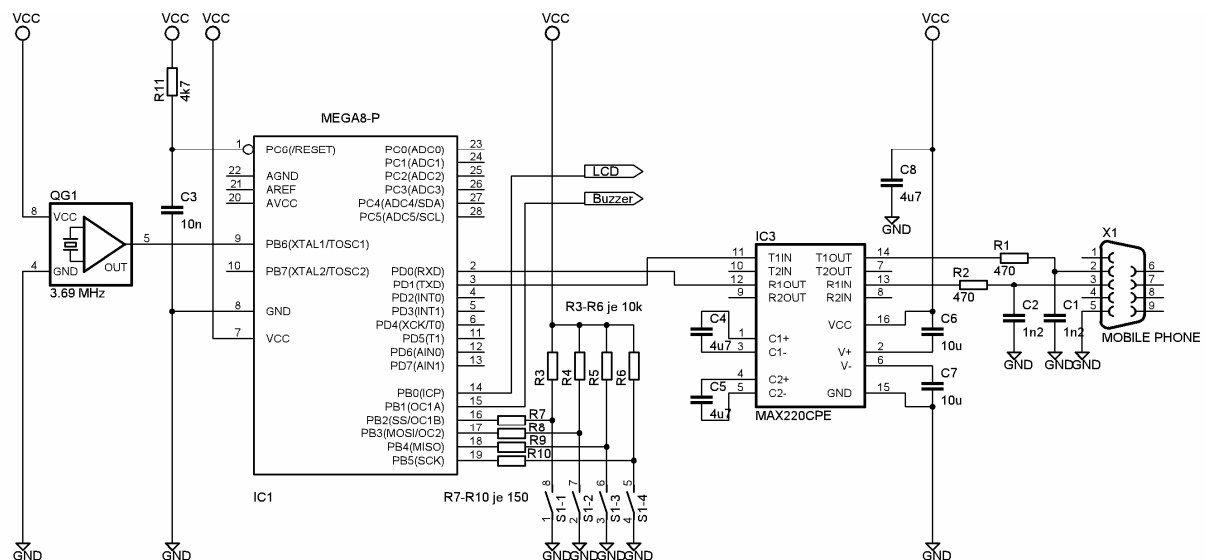 VCC VCC VCC VCC VCC
R11
4k7
MEGA8-P
1 PC6(/RESET) PC0(ADC0) 23
PC1(ADC1) 24
22 AGND PC2(ADC2) 25
21 AREF PC3(ADC3) 26
20 AVCC PC4(ADC4/SDA) 27
PC5(ADC5/SCL) 28
LCD
Buzzer
C3
10n
C8
4u7
GND
QG1
8 VCC
5
OUT
4 GND
3.69 MHz
9 PB6(XTAL1/TOSC1)
10 PB7(XTAL2/TOSC2) PD0(RXD) 2
PD1(TXD) 3
PD2(INT0) 4
8 GND PD3(INT1) 5
PD4(XCK/T0) 6
7 VCC PD5(T1) 11
PD6(AIN0) 12
PD7(AIN1) 13
PB0(ICP) 14
PB1(OC1A) 15
PB2(SS/OC1B) 16
PB3(MOSI/OC2) 17
PB4(MISO) 18
PB5(SCK) 19
IC1
R3-R6 je 10k
R3 R4 R5 R6
R7
R8
R9
R10
R7-R10 je 150
8 7 6 5
S1-1 S1-2 S1-3 S1-4
1 2 3 4
IC3
11 T1IN T1OUT 14
10 T2IN T2OUT 7
12 R1OUT R1IN 13
9 R2OUT R2IN 8
VCC 16
1 C1+
3 C1- V+ 2
V- 6
4 C2+
5 C2- GND 15
MAX220CPE
C4
4u7
C5
4u7
C6
10u
C7
10u
R1
470
R2
470
C2
1n2
C1
1n2
GND GND GND
X1
1
2
3
4
5
6
7
8
9
MOBILE PHONE
GND GND GND GND GND GND GND